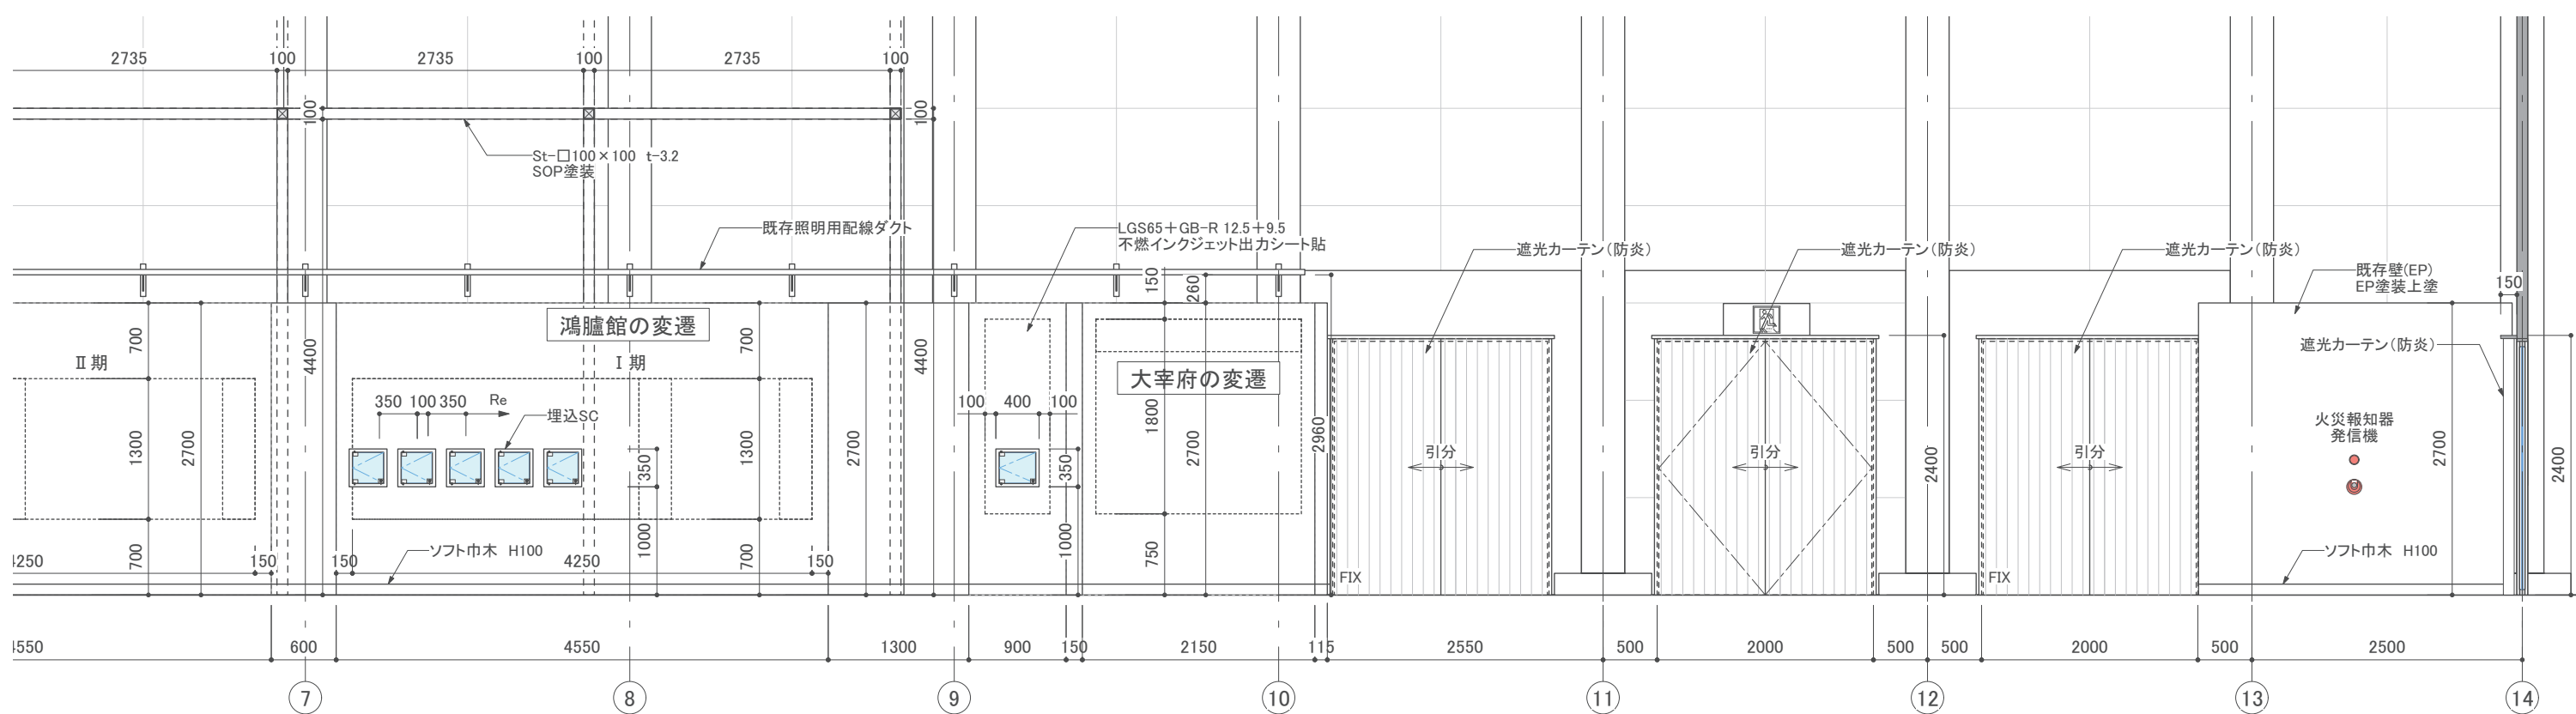 2735 100 2735 100 2735 100
100 100
St-□100×100 t-3.2
SOP塗装
既存照明用配線ダクト
LGS65＋GB-R 12.5＋9.5
不燃インクジェット出力シート貼
遮光カーテン（防炎）
遮光カーテン（防炎）
遮光カーテン（防炎）
既存壁(EP)
EP塗装上塗
150
150 260
鴻臚館の変遷
Ⅱ期
Ⅰ期
大宰府の変遷
遮光カーテン（防炎）
700 4400 700 4400
350 100 350 Re
埋込SC
100 400 100
1300 2700 350 1300 2700 350 1800 2700 2960
引分
引分
引分
2400
火災報知器
発信機
2700
2400
700 1000 700 1000 750
4250 150 150 4250 150
ソフト巾木 H100
FIX
FIX
ソフト巾木 H100
4550 600 4550 1300 900 150 2150 115 2550 500 2000 500 500 2000 500 2500
7 8 9 10 11 12 13 14